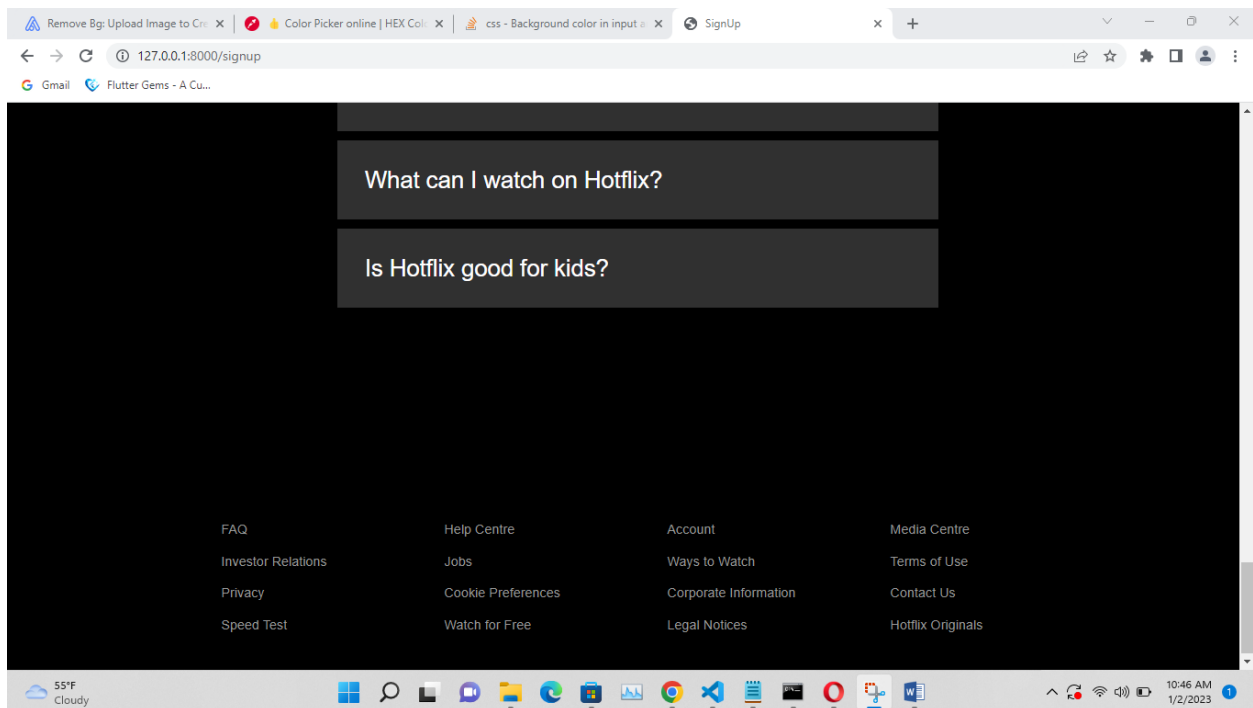 Remove Bg: Upload Image to Cre
Color Picker online | HEX Col
css - Background color in input a
SignUp
127.0.0.1:8000/signup
Gmail
Flutter Gems - A Cu...
What can I watch on Hotflix?
Is Hotflix good for kids?
FAQ Help Centre Account Media Centre
Investor Relations Jobs Ways to Watch Terms of Use
Privacy Cookie Preferences Corporate Information Contact Us
Speed Test Watch for Free Legal Notices Hotflix Originals
55°F
Cloudy
10:46 AM
1/2/2023
1